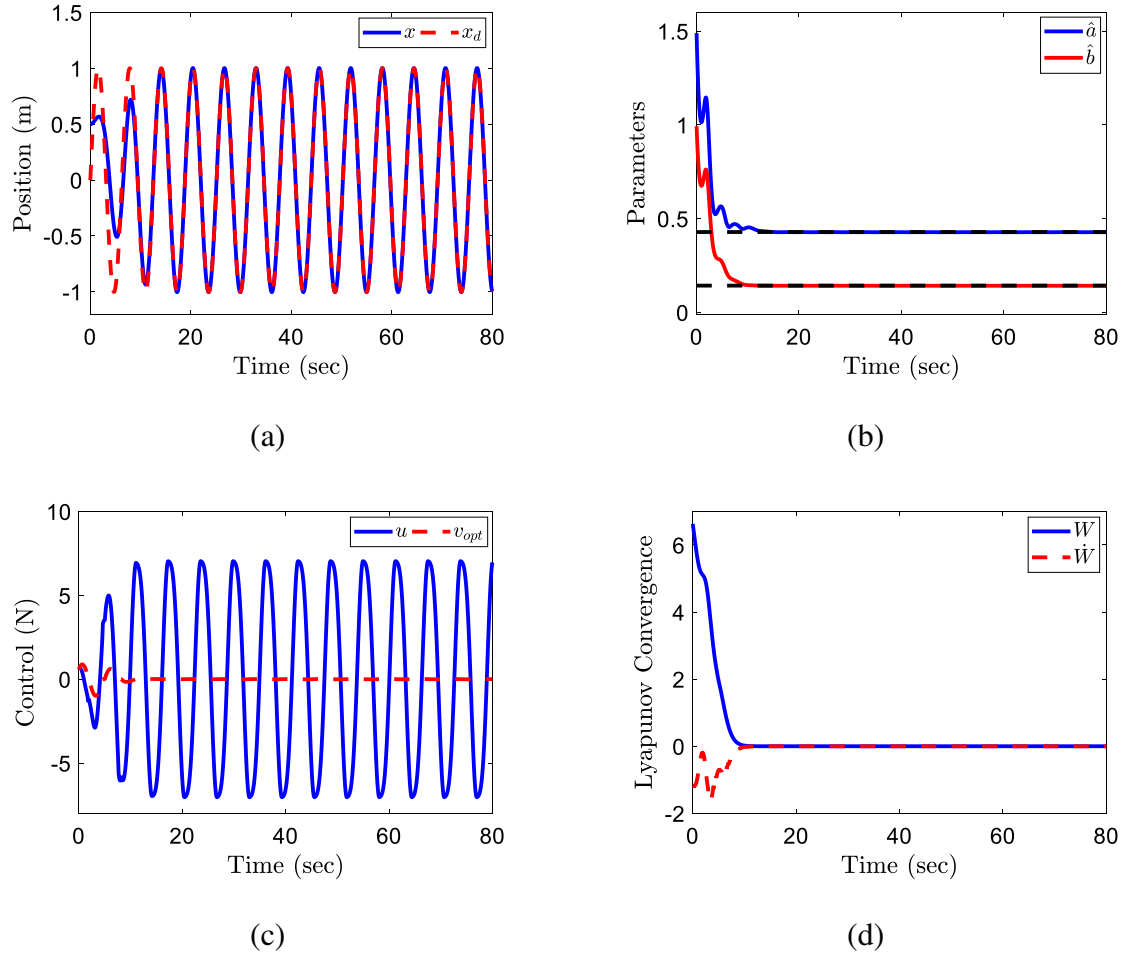 1.5
1
0.5
0
-0.5
-1
0 20 40 60 80
Position (m)
Time (sec)
x x_d
(a)
1.5
1
0.5
0
0 20 40 60 80
Parameters
Time (sec)
â
b̂
(b)
10
5
0
-5
0 20 40 60 80
Control (N)
Time (sec)
u v_opt
(c)
6
4
2
0
-2
0 20 40 60 80
Lyapunov Convergence
Time (sec)
W
Ẇ
(d)